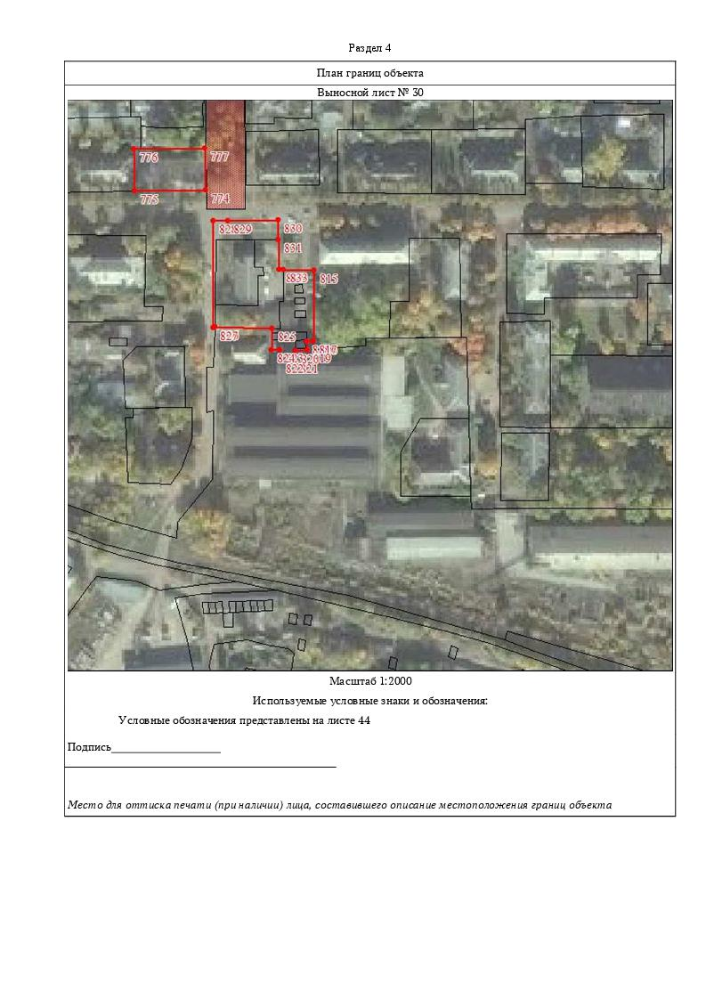 Раздел 4
План границ объекта
Выносной лист № 30
776 777
775 774
829 830
831
833 815
825
Масштаб 1:2000
Используемые условные знаки и обозначения:
Условные обозначения представлены на листе 44
Подпись___________________
Место для оттиска печати (при наличии) лица, составившего описание местоположения границ объекта